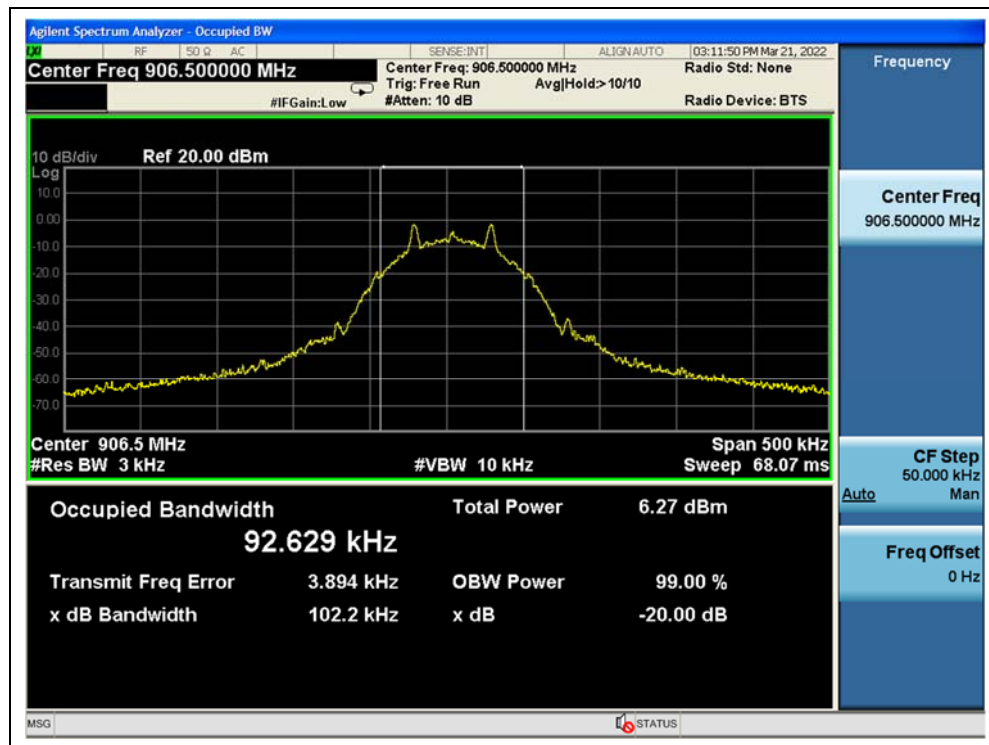 Agilent Spectrum Analyzer - Occupied BW
LXI RF 50 Ω AC SENSE:INT ALIGN AUTO 03:11:50 PM Mar 21, 2022
Center Freq 906.500000 MHz Center Freq: 906.500000 MHz Radio Std: None Frequency
Trig: Free Run Avg|Hold:> 10/10
#IFGain:Low #Atten: 10 dB Radio Device: BTS
10 dB/div Ref 20.00 dBm
Log
10.0
0.00
-10.0
-20.0
-30.0
-40.0
-50.0
-60.0
-70.0
Center 906.5 MHz Span 500 kHz
#Res BW 3 kHz #VBW 10 kHz Sweep 68.07 ms
Center Freq
906.500000 MHz
CF Step
50.000 kHz
Auto Man
Freq Offset
0 Hz
Occupied Bandwidth Total Power 6.27 dBm
92.629 kHz
Transmit Freq Error 3.894 kHz OBW Power 99.00 %
x dB Bandwidth 102.2 kHz x dB -20.00 dB
MSG STATUS